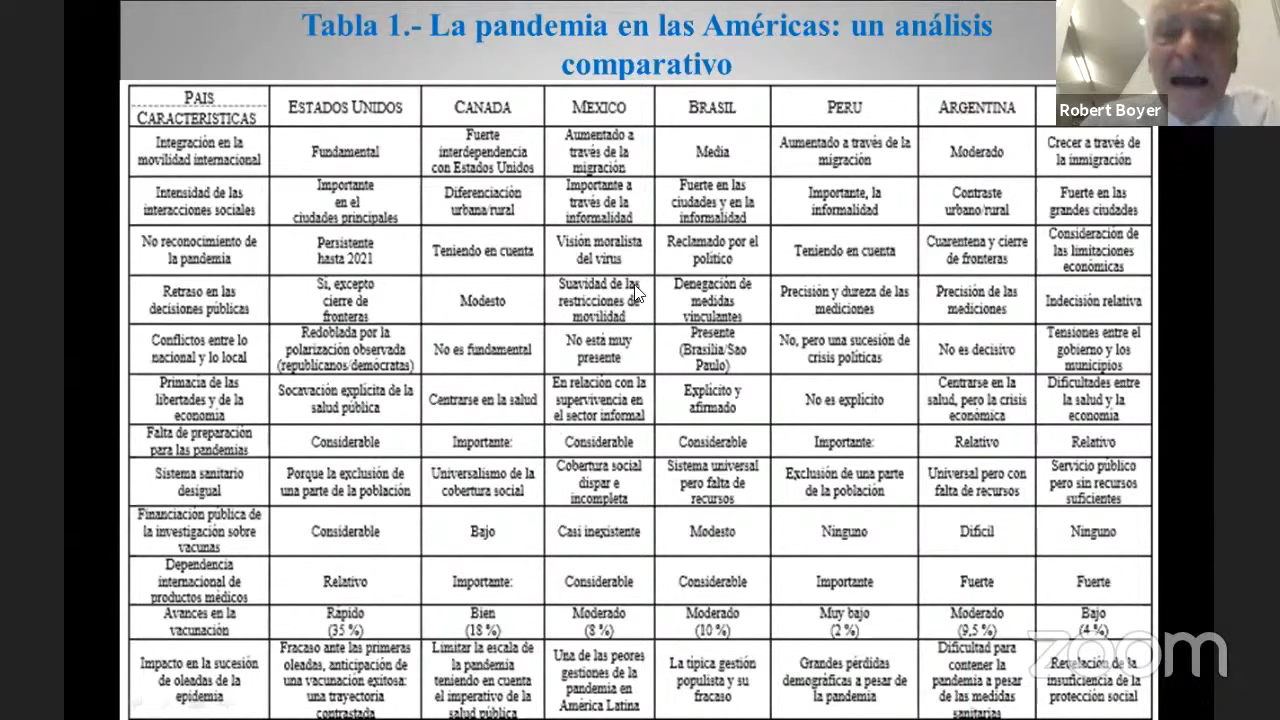 Tabla 1.- La pandemia en las Américas: un análisis
comparativo
Robert Boyer
PAIS
CARACTERISTICAS
ESTADOS UNIDOS
CANADA
MEXICO
BRASIL
PERU
ARGENTINA
Integración en la
movilidad internacional
Fundamental
Fuerte
interdependencia
con Estados Unidos
Aumentado a
través de la
migración
Media
Aumentado a través de la
migración
Moderado
Crecer a través de
la inmigración
Intensidad de las
interacciones sociales
Importante
en el
ciudades principales
Diferenciación
urbana/rural
Importante a
través de la
informalidad
Fuerte en las
ciudades y en la
informalidad
Importante, la
informalidad
Contraste
urbano/rural
Fuerte en las
grandes ciudades
No reconocimiento de
la pandemia
Persistente
hasta 2021
Teniendo en cuenta
Visión moralista
del virus
Reclamado por el
político
Teniendo en cuenta
Cuarentena y cierre
de fronteras
Consideración de
las limitaciones
económicas
Retraso en las
decisiones públicas
Si, excepto
cierre de
fronteras
Modesto
Suavidad de las
restricciones de
movilidad
Denegación de
medidas
vinculantes
Precisión y dureza de las
mediciones
Precisión de las
mediciones
Indecisión relativa
Conflictos entre lo
nacional y lo local
Redoblada por la
polarización observada
(republicanos/demócratas)
No es fundamental
No está muy
presente
Presente
(Brasilia/Sao
Paulo)
No, pero una sucesión de
crisis políticas
No es decisivo
Tensiones entre el
gobierno y los
municipios
Primacía de las
libertades y de la
economía
Socavación explícita de la
salud pública
Centrarse en la salud
En relación con la
supervivencia en
el sector informal
Explícito y
afirmado
No es explícito
Centrarse en la
salud, pero la crisis
económica
Dificultades entre
la salud y la
economía
Falta de preparación
para las pandemias
Considerable
Importante:
Considerable
Considerable
Importante:
Relativo
Relativo
Sistema sanitario
desigual
Porque la exclusión de
una parte de la población
Universalismo de la
cobertura social
Cobertura social
dispar e
incompleta
Sistema universal
pero falta de
recursos
Exclusión de una parte
de la población
Universal pero con
falta de recursos
Servicio público
pero sin recursos
suficientes
Financiación pública de
la investigación sobre
vacunas
Considerable
Bajo
Casi inexistente
Modesto
Ninguno
Difícil
Ninguno
Dependencia
internacional de
productos médicos
Relativo
Importante:
Considerable
Considerable
Importante
Fuerte
Fuerte
Avances en la
vacunación
Rápido
(35 %)
Bien
(18 %)
Moderado
(8 %)
Moderado
(10 %)
Muy bajo
(2 %)
Moderado
(9,5 %)
Bajo
(4 %)
Impacto en la sucesión
de oleadas de la
epidemia
Fracaso ante las primeras
oleadas, anticipación de
una vacunación exitosa:
una trayectoria
contrastada
Limitar la escala de
la pandemia
teniendo en cuenta
el imperativo de la
salud pública
Una de las peores
gestiones de la
pandemia en
América Latina
La típica gestión
populista y su
fracaso
Grandes pérdidas
demográficas a pesar de
la pandemia
Dificultad para
contener la
pandemia a pesar
de las medidas
sanitarias
Revelación de la
insuficiencia de la
protección social
zoom